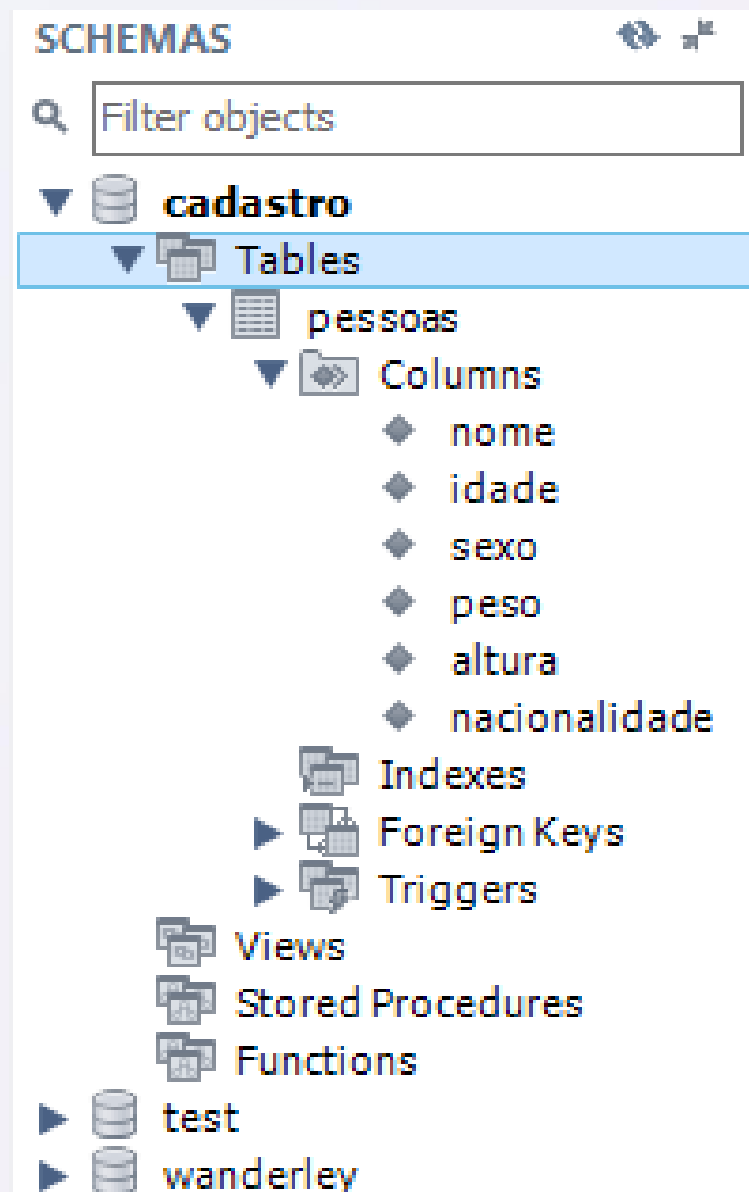 SCHEMAS
Filter objects
cadastro
Tables
pessoas
Columns
nome
idade
sexo
peso
altura
nacionalidade
Indexes
Foreign Keys
Triggers
Views
Stored Procedures
Functions
test
wanderley